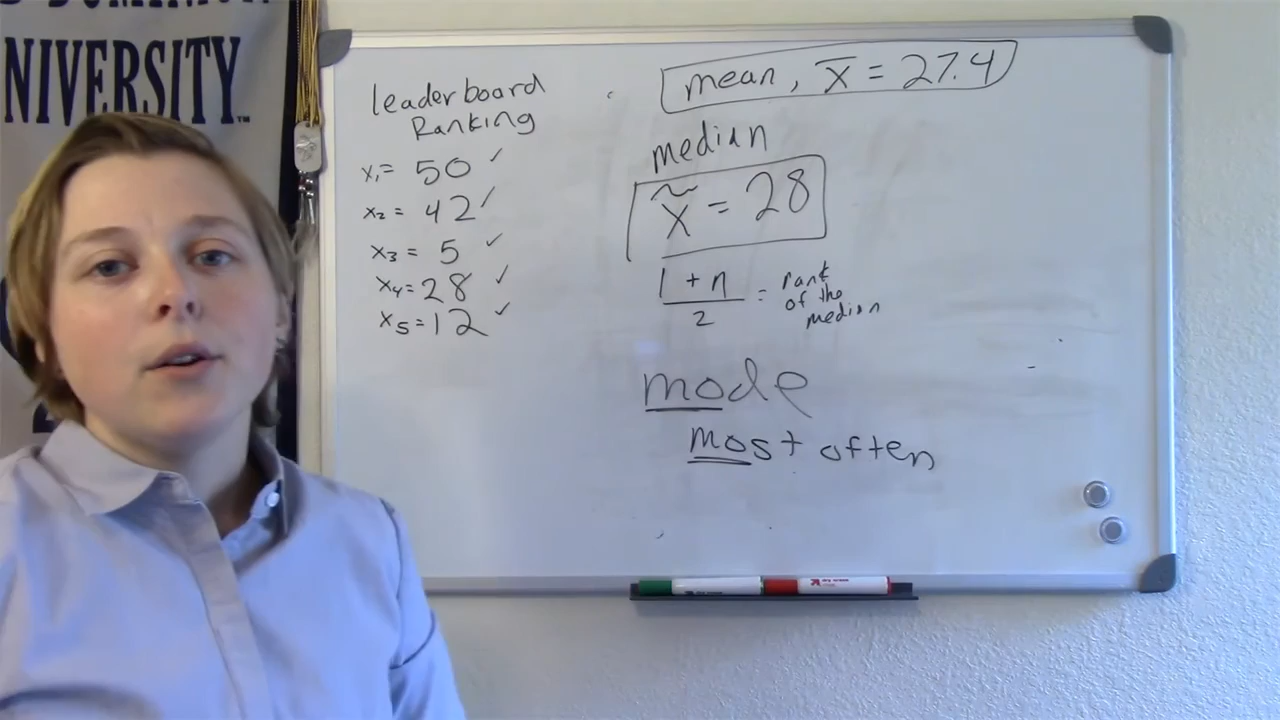 NIVERSITY
leaderboard
Ranking
x₁= 50 ✓
x₂ = 42 ✓
x₃ = 5 ✓
x₄=28 ✓
x₅=12 ✓
mean, x̄ = 27.4
median
x̃ = 28
1 + n
2
= rank
of the
median
mode
most often